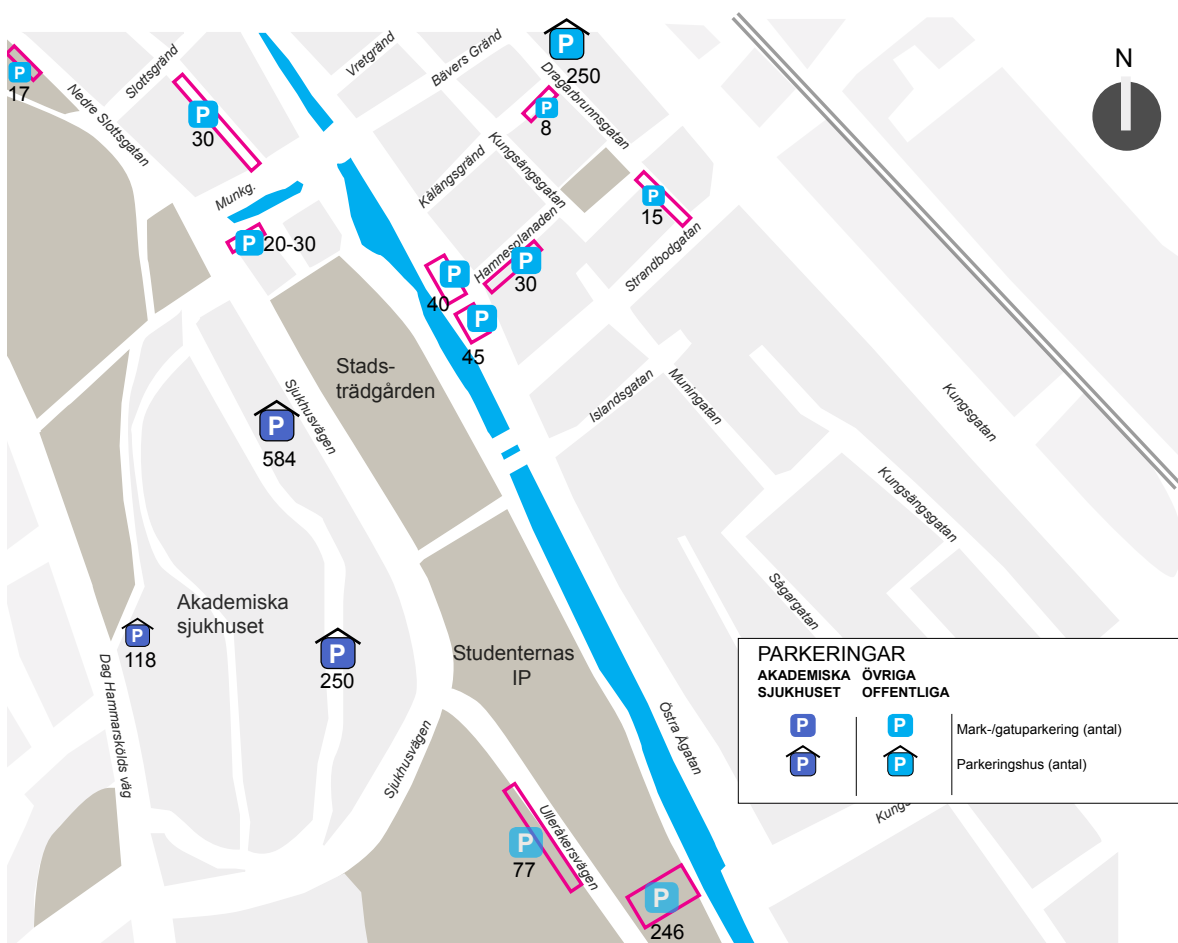 P
250
N
P
17
Slottsgränd
Nedre Slottsgatan
P
30
Vretgränd
Bävers Gränd
Dragarbrunnsgatan
P
8
Kungsängsgatan
Kålängsgränd
Munkg.
P
15
P 20-30
Hamnesplanaden
P
30
Strandbodgatan
P
40
P
45
Stads-
trädgården
Sjukhusvägen
P
584
Islandsgatan
Muningatan
Kungsgatan
Kungsängsgatan
Sågargatan
Akademiska
sjukhuset
P
118
P
250
Studenternas
IP
Dag Hammarskölds väg
Sjukhusvägen
Östra Ågatan
Ulleråkersvägen
P
77
P
246
PARKERINGAR
AKADEMISKA ÖVRIGA
SJUKHUSET OFFENTLIGA
P P Mark-/gatuparkering (antal)
P P Parkeringshus (antal)